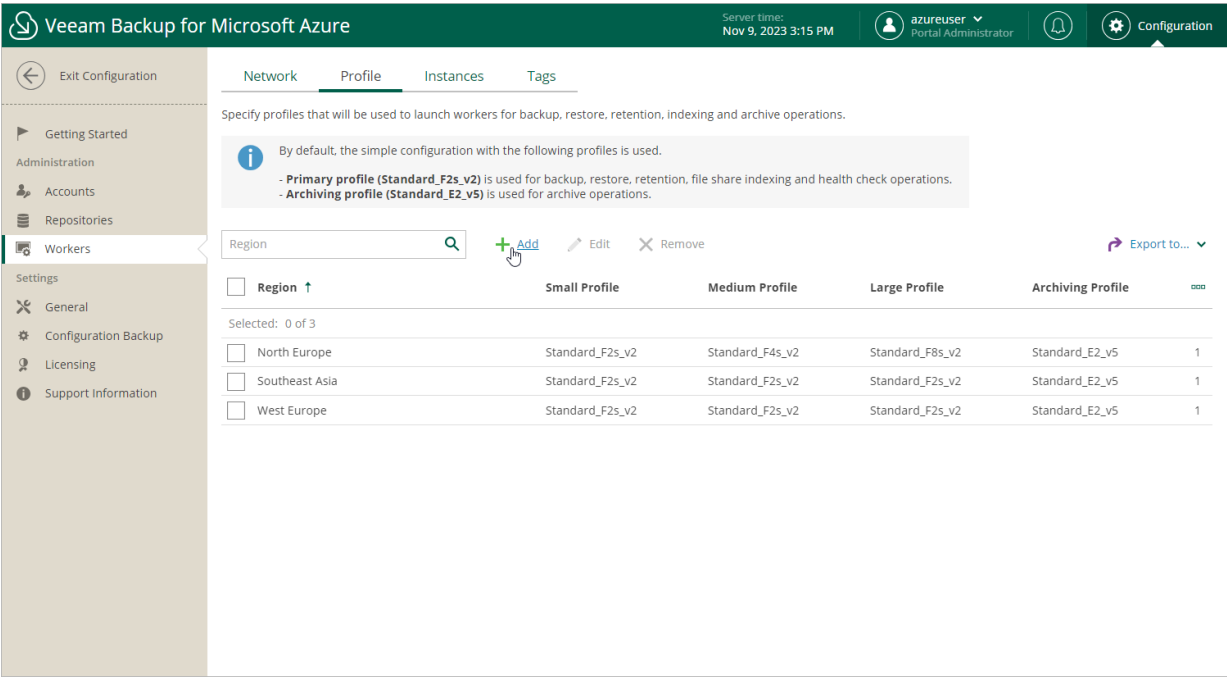 Veeam Backup for Microsoft Azure
Server time:
Nov 9, 2023 3:15 PM
azureuser
Portal Administrator
Configuration
Exit Configuration
Getting Started
Administration
Accounts
Repositories
Workers
Settings
General
Configuration Backup
Licensing
Support Information
Network Profile Instances Tags
Specify profiles that will be used to launch workers for backup, restore, retention, indexing and archive operations.
By default, the simple configuration with the following profiles is used.
- Primary profile (Standard_F2s_v2) is used for backup, restore, retention, file share indexing and health check operations.
- Archiving profile (Standard_E2_v5) is used for archive operations.
Region Add Edit Remove Export to...
Region Small Profile Medium Profile Large Profile Archiving Profile
Selected: 0 of 3
North Europe Standard_F2s_v2 Standard_F4s_v2 Standard_F8s_v2 Standard_E2_v5 1
Southeast Asia Standard_F2s_v2 Standard_F2s_v2 Standard_F2s_v2 Standard_E2_v5 1
West Europe Standard_F2s_v2 Standard_F2s_v2 Standard_F2s_v2 Standard_E2_v5 1